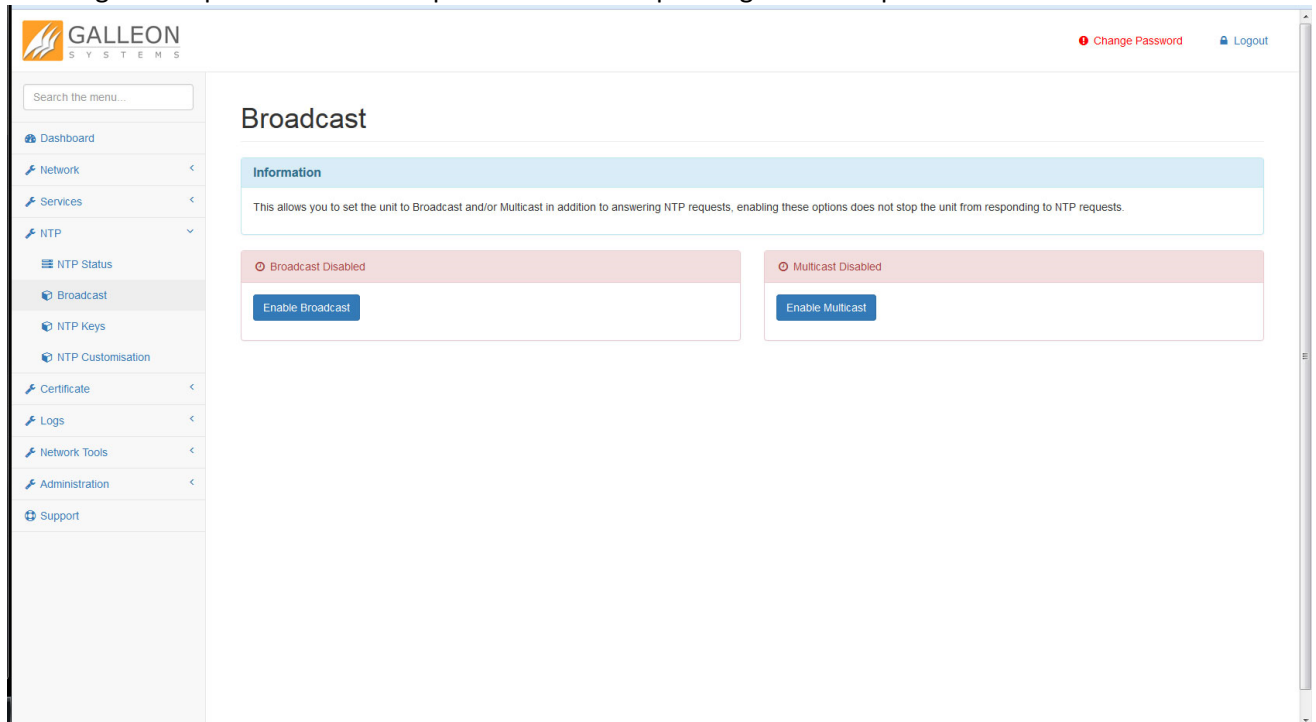 GALLEON
SYSTEMS
Change Password
Logout
Search the menu...
Dashboard
Network
Services
NTP
NTP Status
Broadcast
NTP Keys
NTP Customisation
Certificate
Logs
Network Tools
Administration
Support
Broadcast
Information
This allows you to set the unit to Broadcast and/or Multicast in addition to answering NTP requests, enabling these options does not stop the unit from responding to NTP requests.
Broadcast Disabled
Enable Broadcast
Multicast Disabled
Enable Multicast